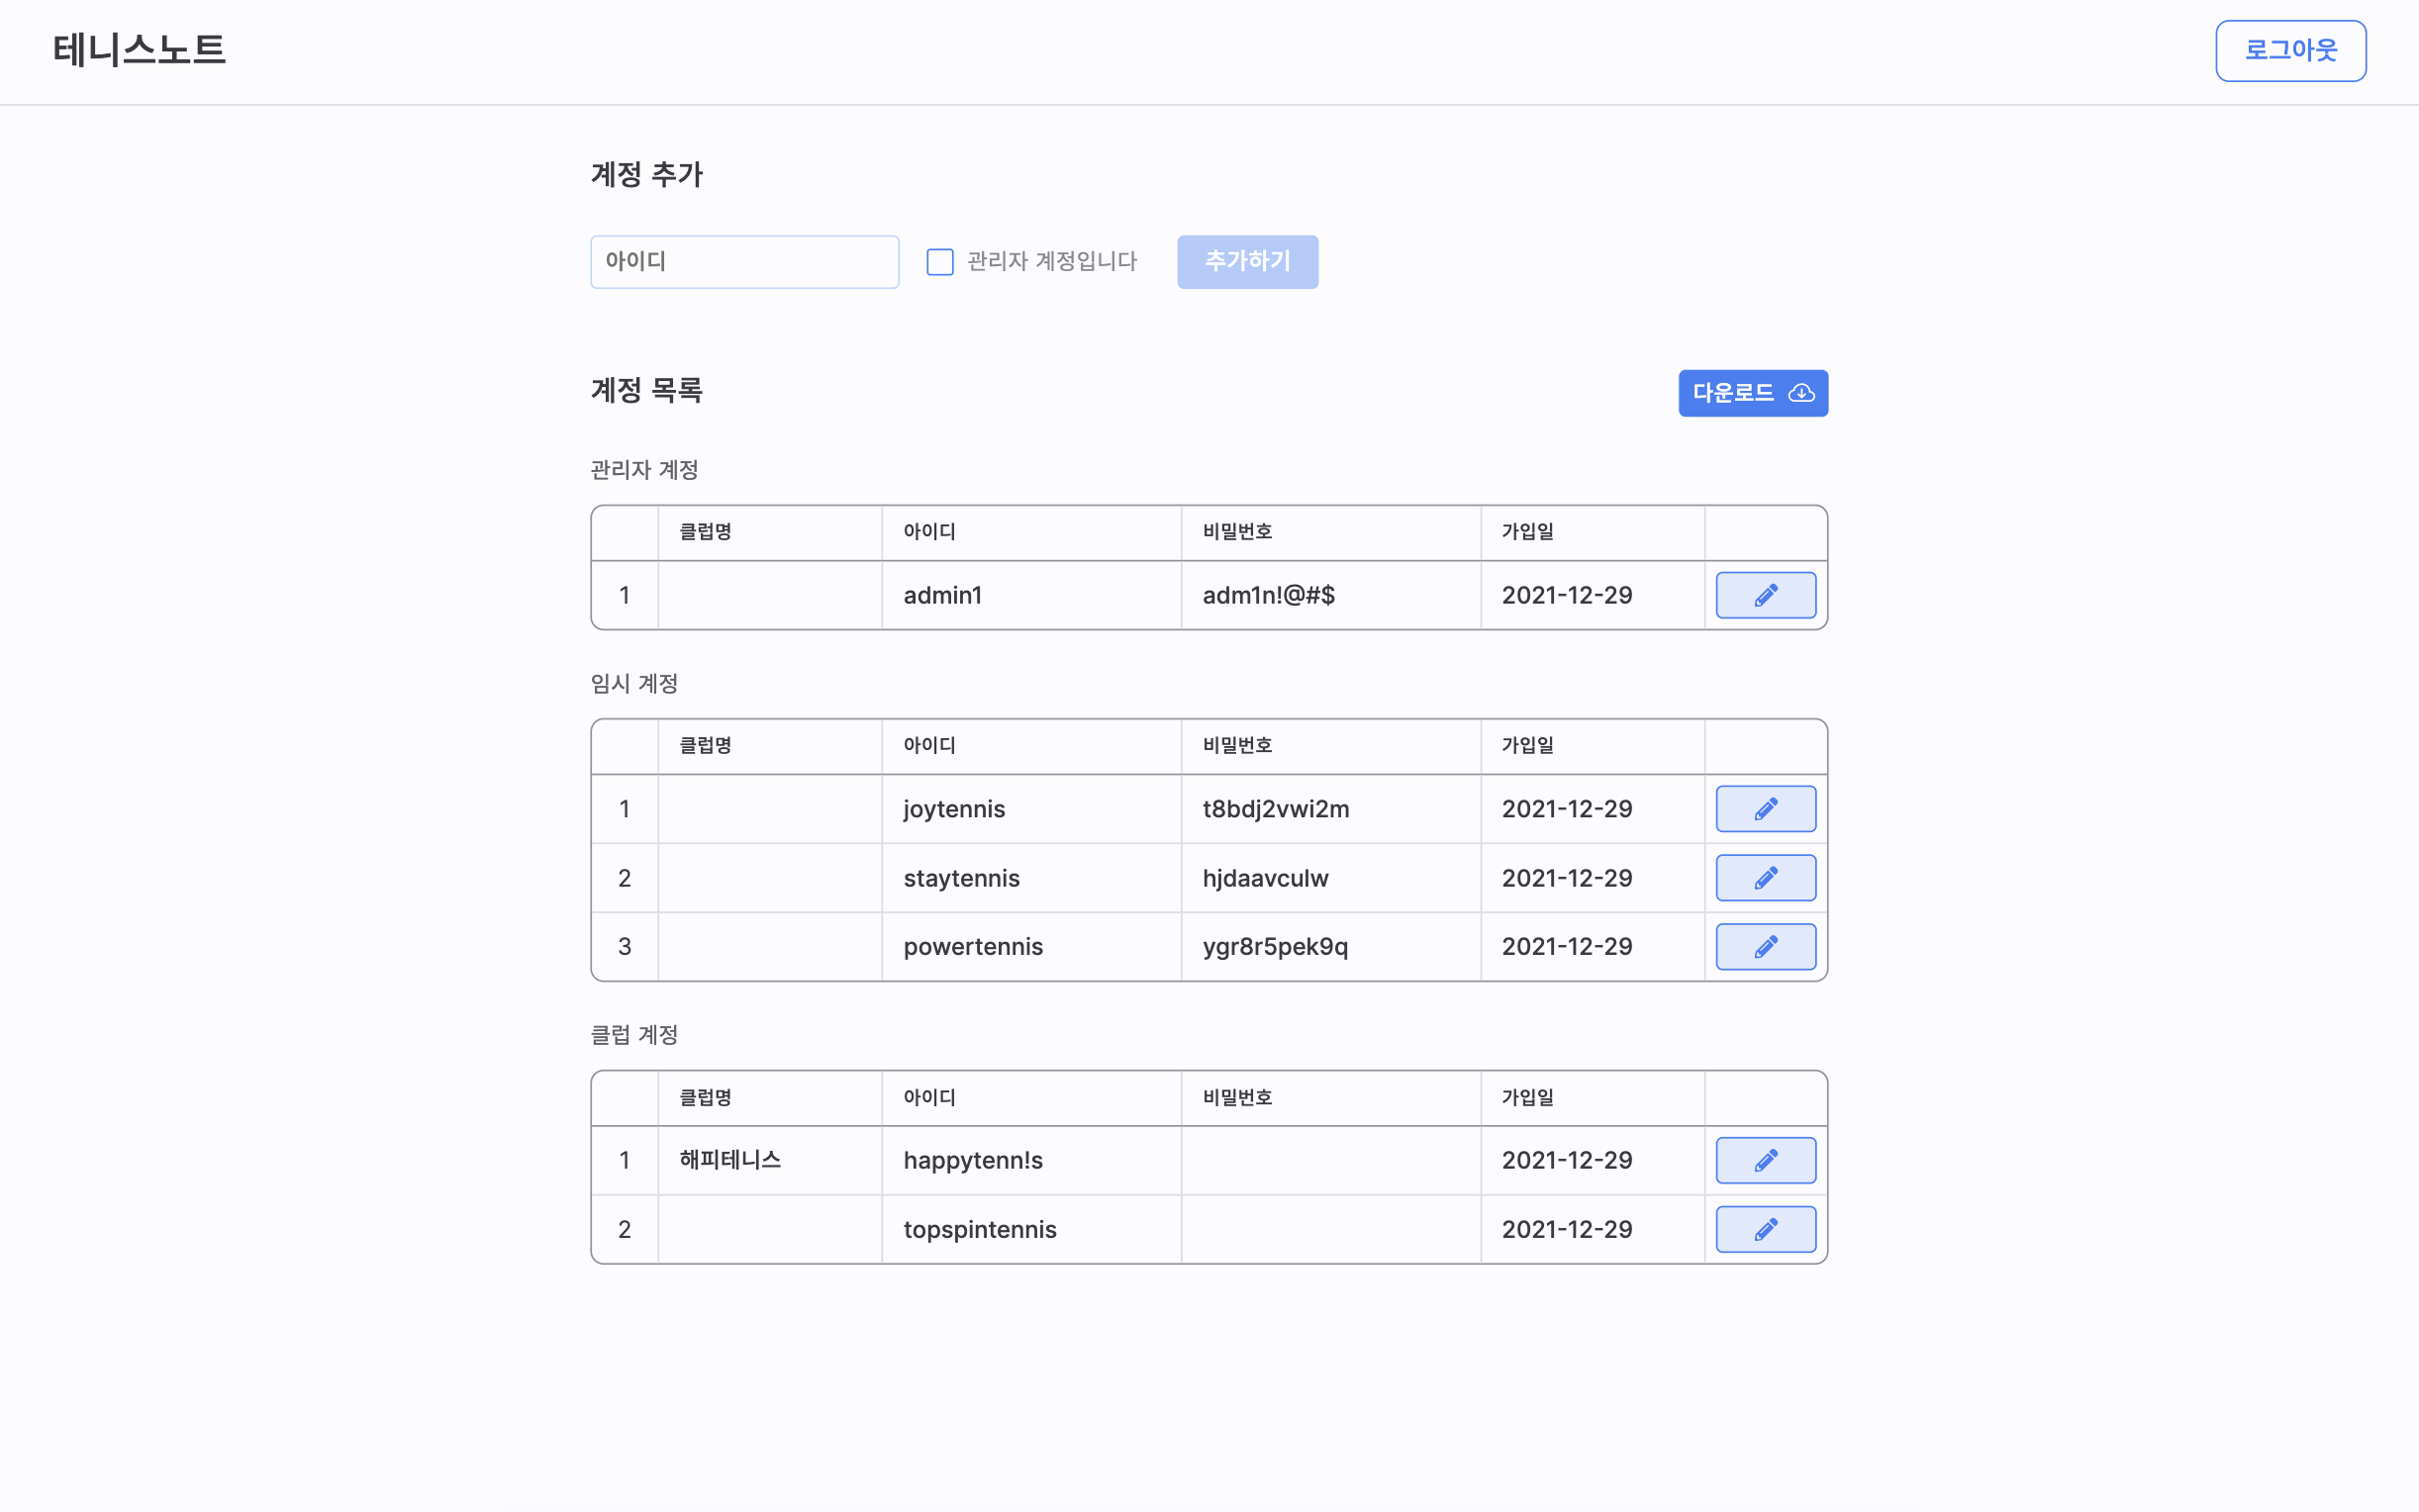 테니스노트 로그아웃
계정 추가
아이디 관리자 계정입니다 추가하기
계정 목록 다운로드
관리자 계정
클럽명 아이디 비밀번호 가입일
1 admin1 adm1n!@#$ 2021-12-29
임시 계정
클럽명 아이디 비밀번호 가입일
1 joytennis t8bdj2vwi2m 2021-12-29
2 staytennis hjdaavculw 2021-12-29
3 powertennis ygr8r5pek9q 2021-12-29
클럽 계정
클럽명 아이디 비밀번호 가입일
1 해피테니스 happytenn!s 2021-12-29
2 topspintennis 2021-12-29